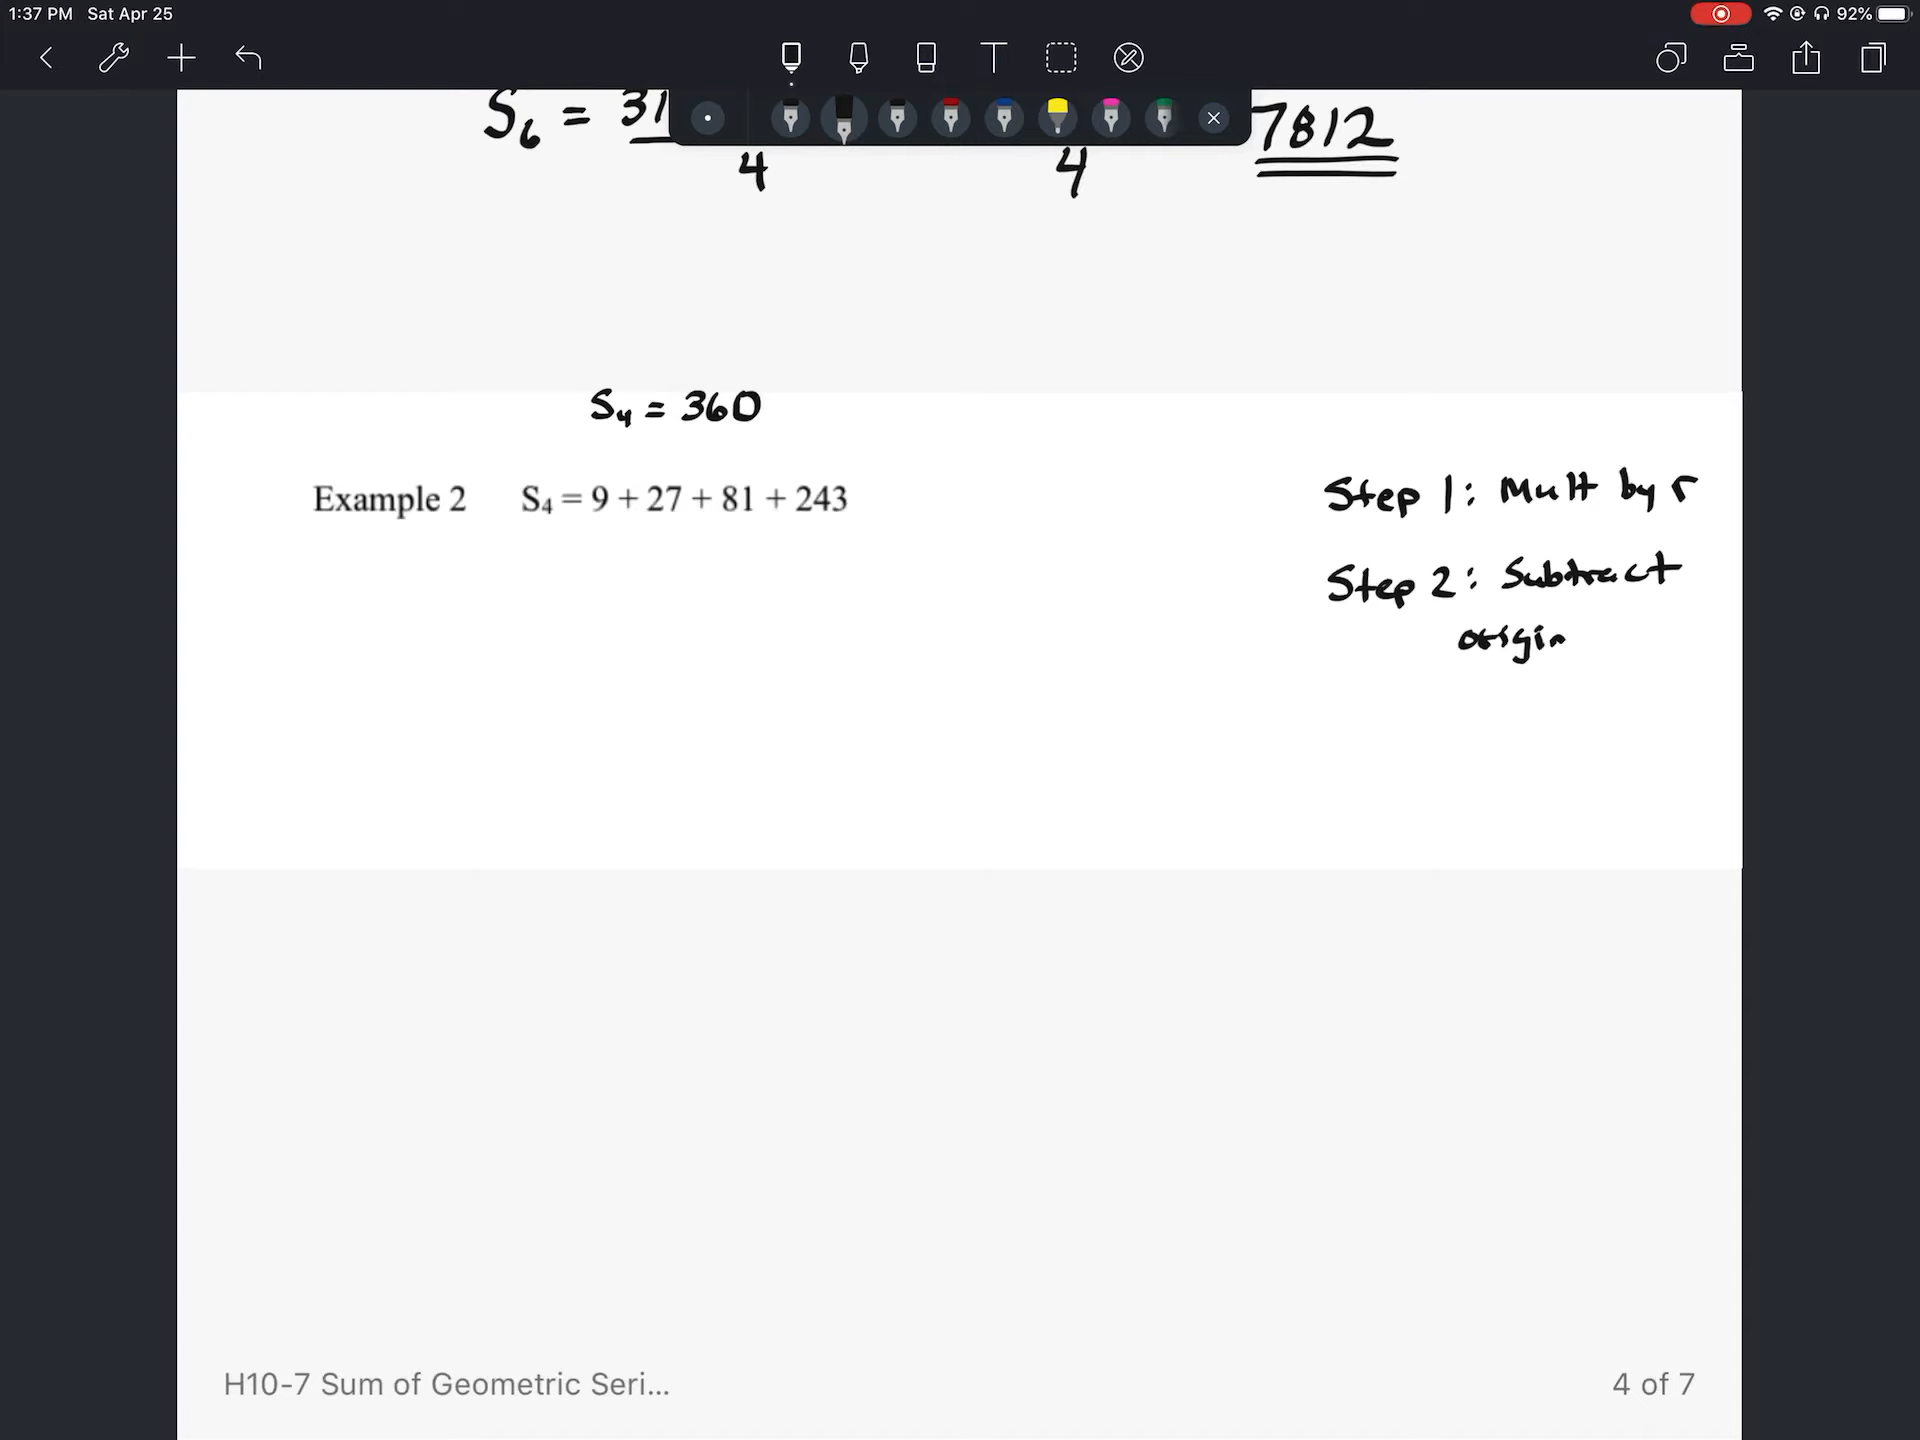 1:37 PM Sat Apr 25
92%
S6 = 31
4
4
7812
S4 = 360
Example 2 S4 = 9 + 27 + 81 + 243
Step 1: Mult by r
Step 2: Subtract
origin
H10-7 Sum of Geometric Seri...
4 of 7